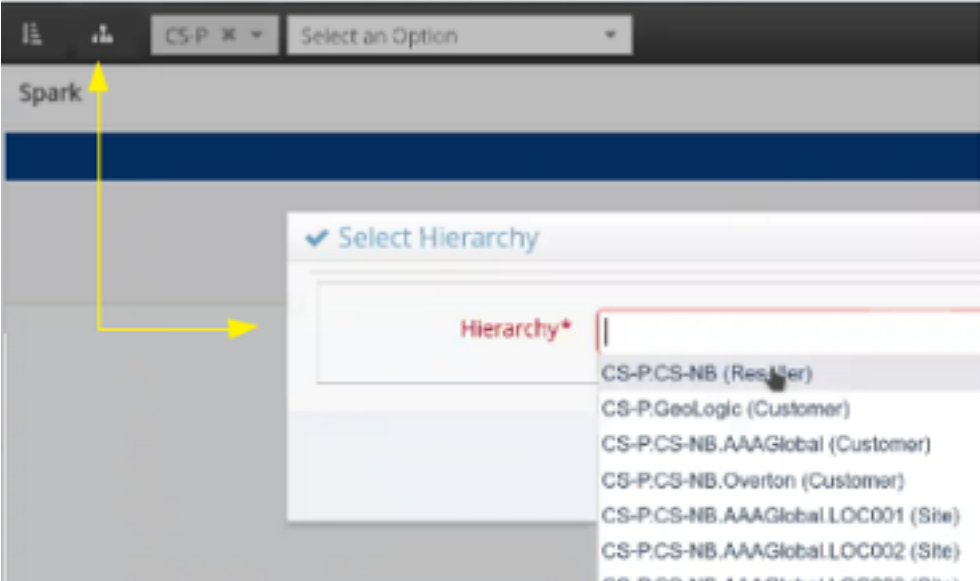 CS-P ✖
Select an Option
Spark
Select Hierarchy
Hierarchy*
CS-P.CS-NB (Reseller)
CS-P.GeoLogic (Customer)
CS-P.CS-NB.AAAGlobal (Customer)
CS-P.CS-NB.Overton (Customer)
CS-P.CS-NB.AAAGlobal.LOC001 (Site)
CS-P.CS-NB.AAAGlobal.LOC002 (Site)